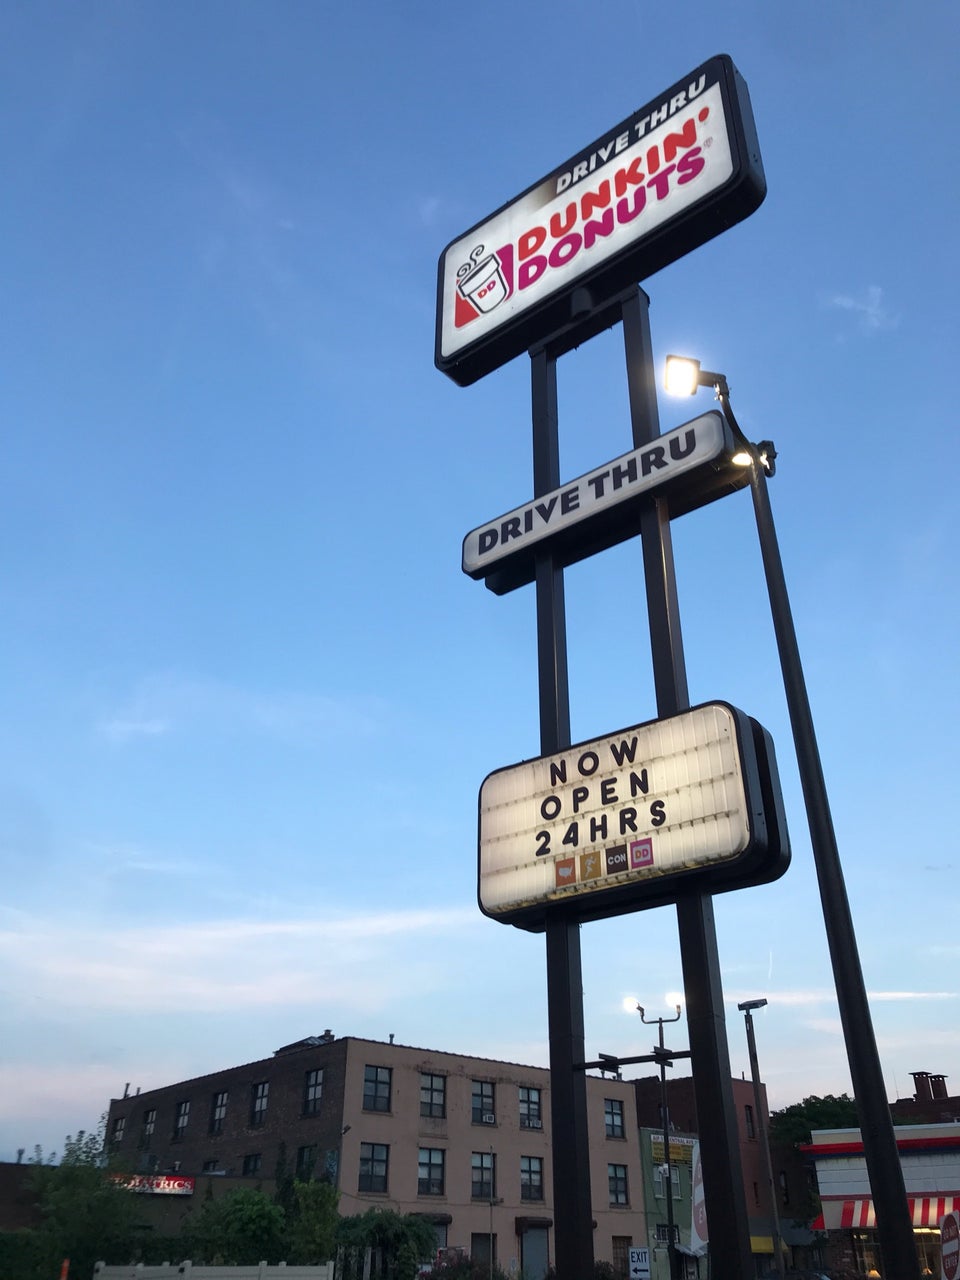 DRIVE THRU
DUNKIN'
DONUTS
DD
DRIVE THRU
NOW
OPEN
24HRS
CON DD
EXIT